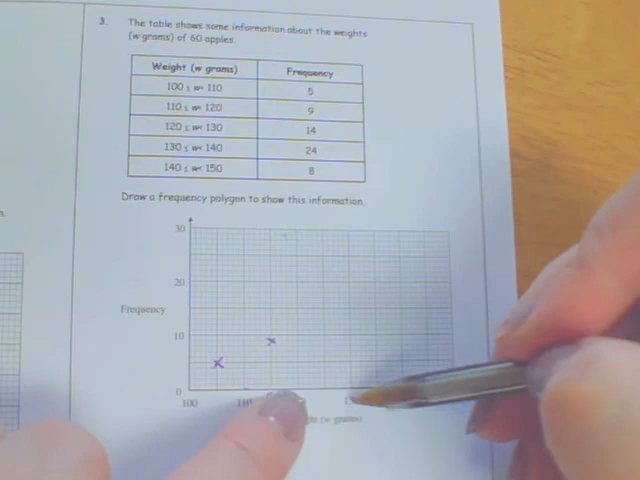 3. The table shows some information about the weights
(w grams) of 60 apples.
Weight (w grams) Frequency
100 ≤ w< 110 5
110 ≤ w< 120 9
120 ≤ w< 130 14
130 ≤ w< 140 24
140 ≤ w< 150 8
Draw a frequency polygon to show this information.
30
20
Frequency
10
0
100 110
(w grams)